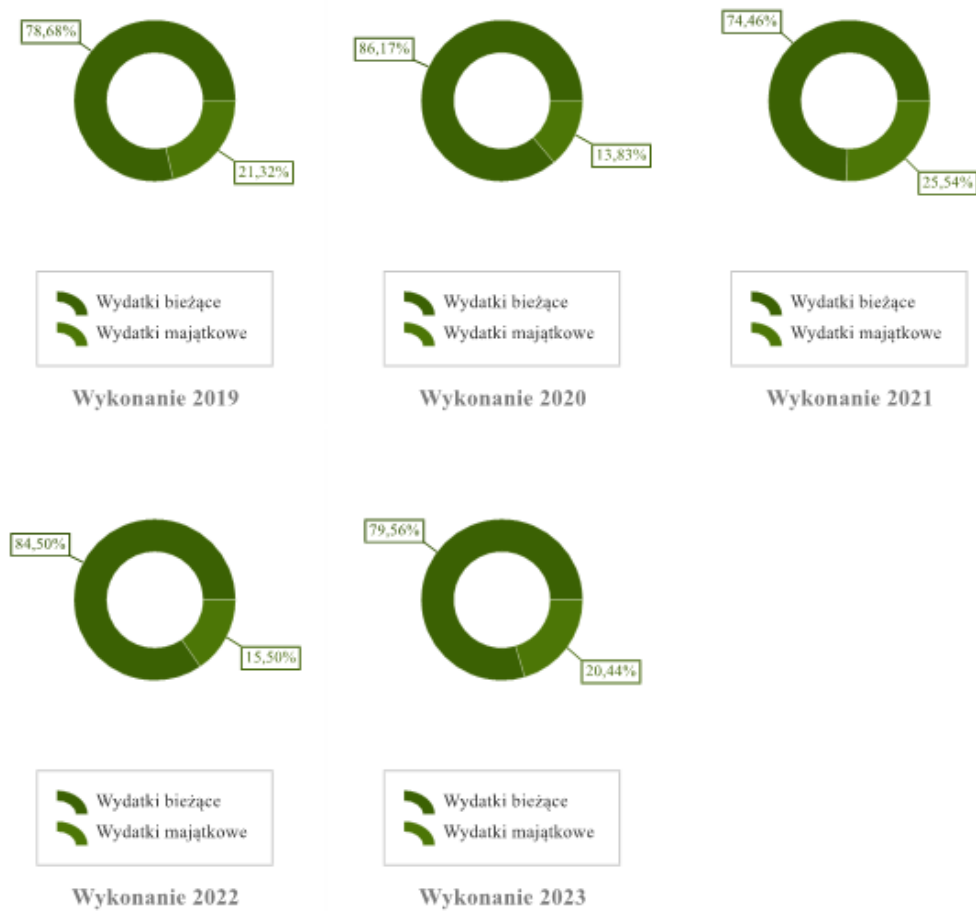 78,68%
21,32%
Wydatki bieżące
Wydatki majątkowe
Wykonanie 2019
86,17%
13,83%
Wydatki bieżące
Wydatki majątkowe
Wykonanie 2020
74,46%
25,54%
Wydatki bieżące
Wydatki majątkowe
Wykonanie 2021
84,50%
15,50%
Wydatki bieżące
Wydatki majątkowe
Wykonanie 2022
79,56%
20,44%
Wydatki bieżące
Wydatki majątkowe
Wykonanie 2023